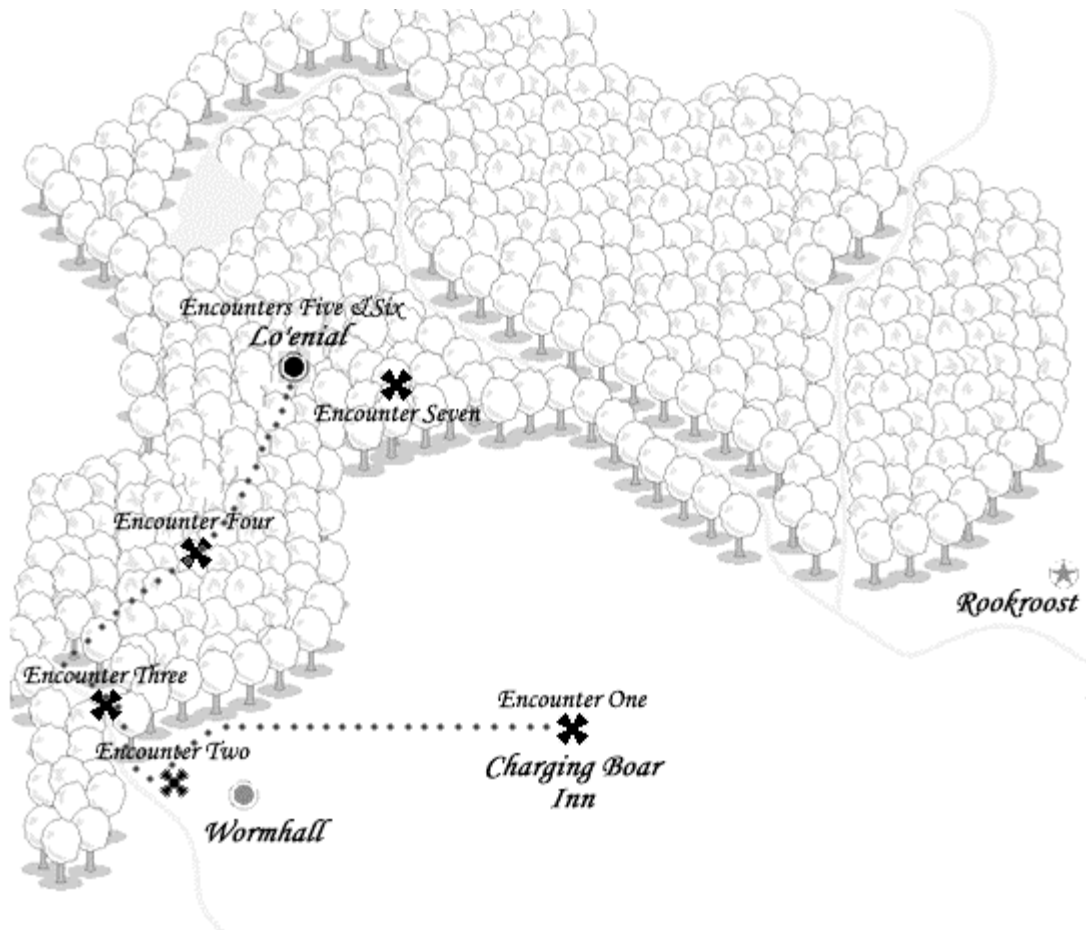 Encounters Five & Six
Lo'enial
Encounter Seven
Encounter Four
Rookroost
Encounter Three
Encounter One
Encounter Two
Charging Boar
Inn
Wormhall